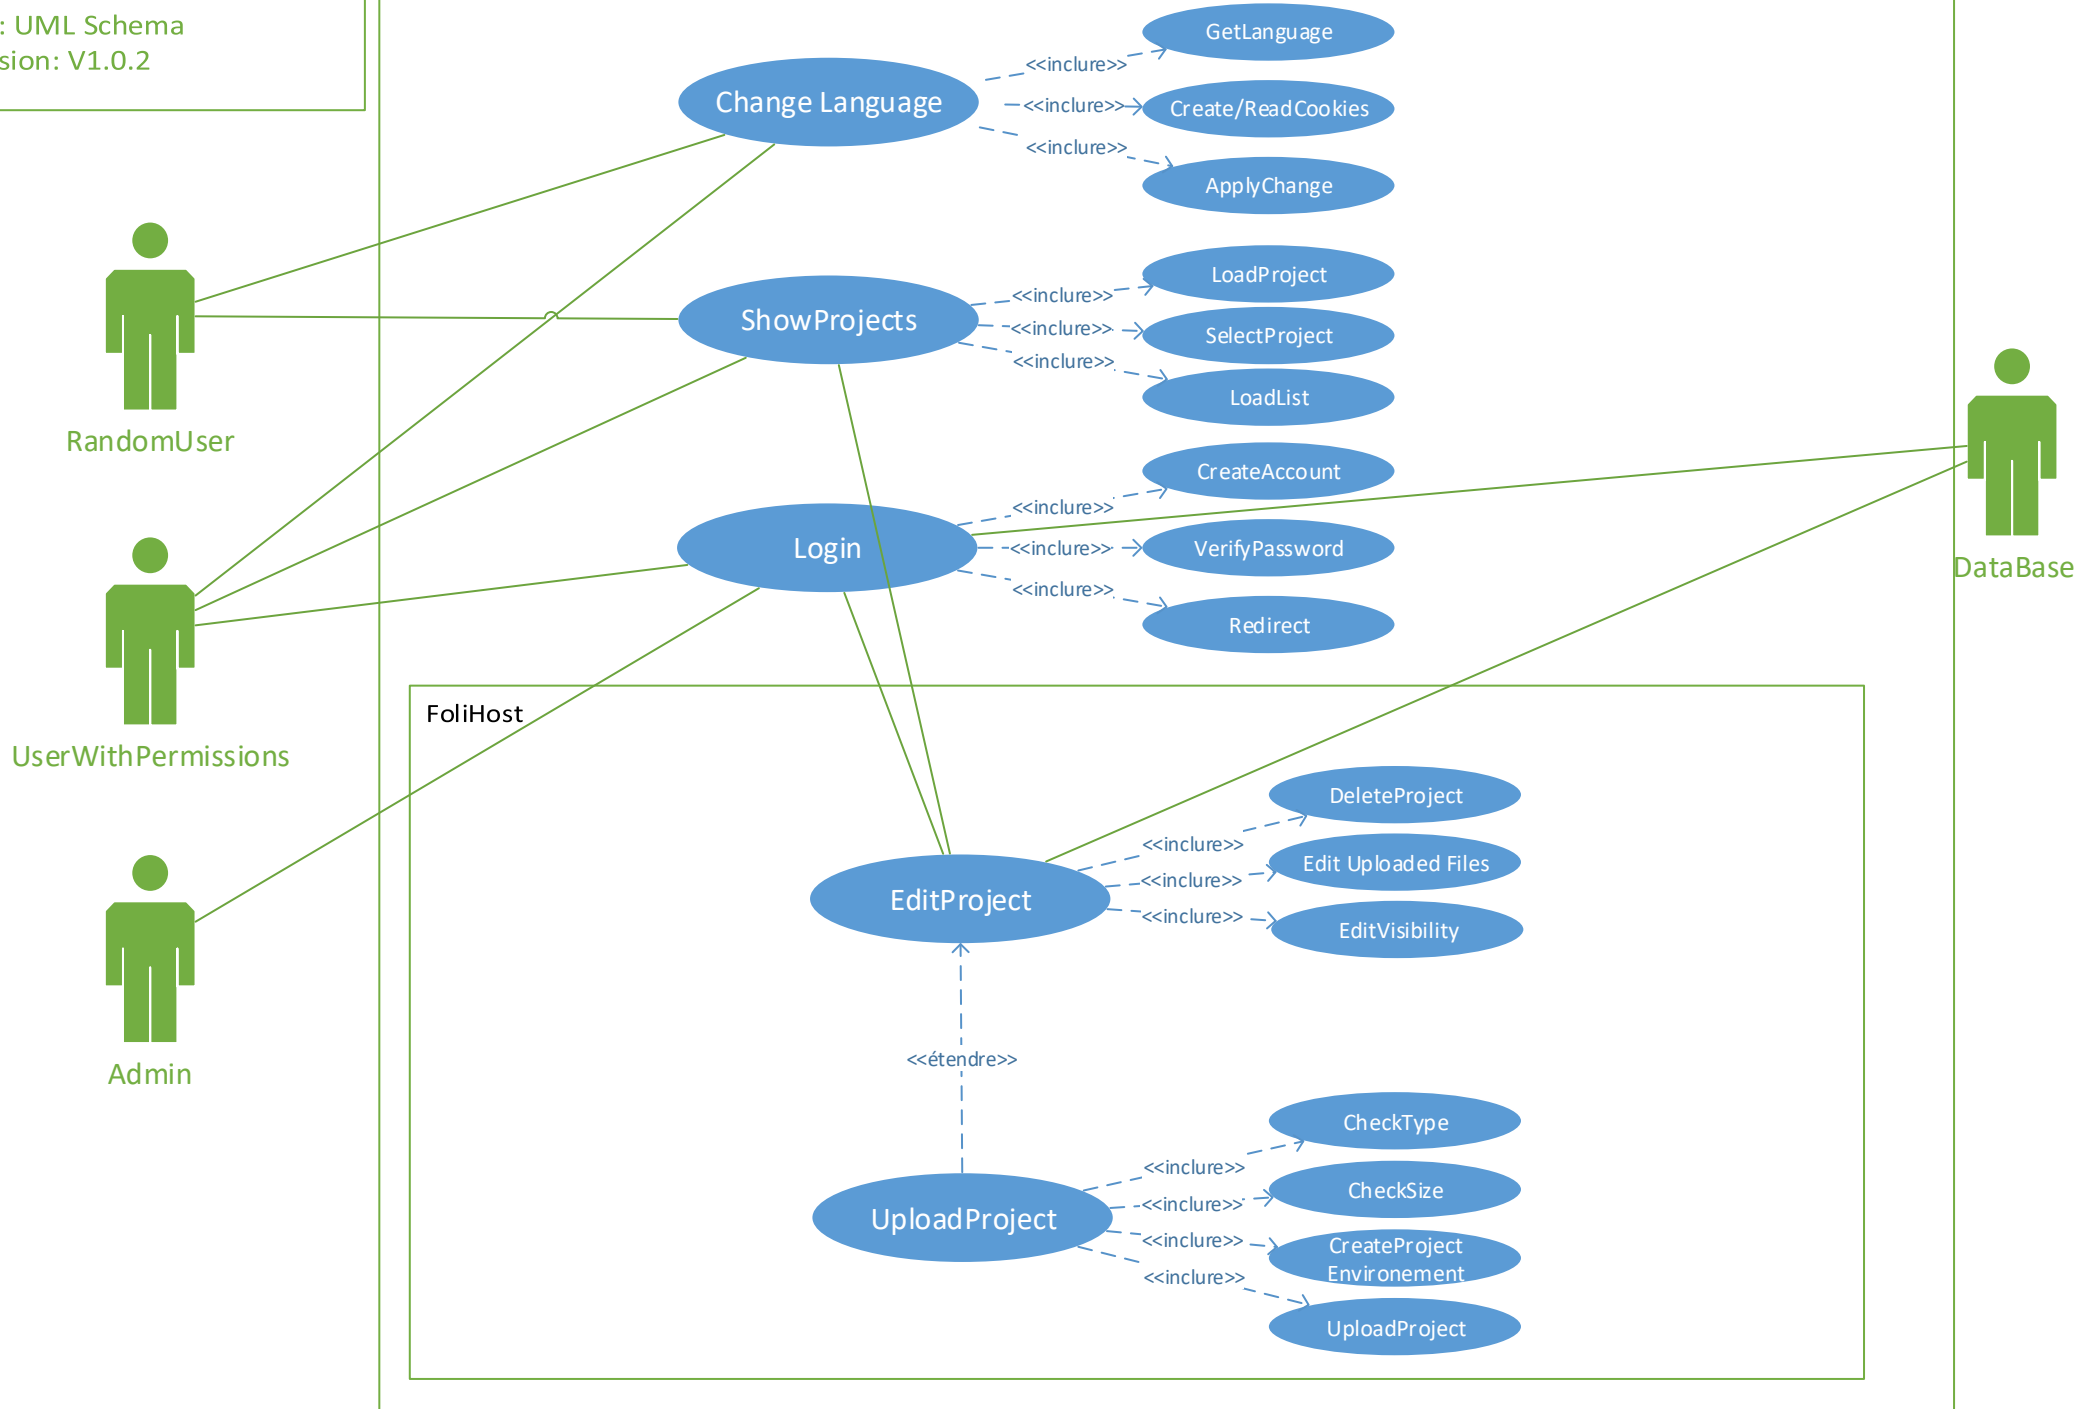 : UML Schema
sion: V1.0.2
GetLanguage
<<inclure>>
Change Language
<<inclure>>
Create/ReadCookies
<<inclure>>
ApplyChange
LoadProject
<<inclure>>
ShowProjects
<<inclure>>
SelectProject
<<inclure>>
LoadList
RandomUser
CreateAccount
<<inclure>>
Login
<<inclure>>
VerifyPassword
DataBase
<<inclure>>
Redirect
FoliHost
UserWithPermissions
DeleteProject
<<inclure>>
Edit Uploaded Files
<<inclure>>
EditProject
<<inclure>>
EditVisibility
<<étendre>>
Admin
CheckType
<<inclure>>
CheckSize
<<inclure>>
UploadProject
<<inclure>>
CreateProject
Environement
<<inclure>>
UploadProject